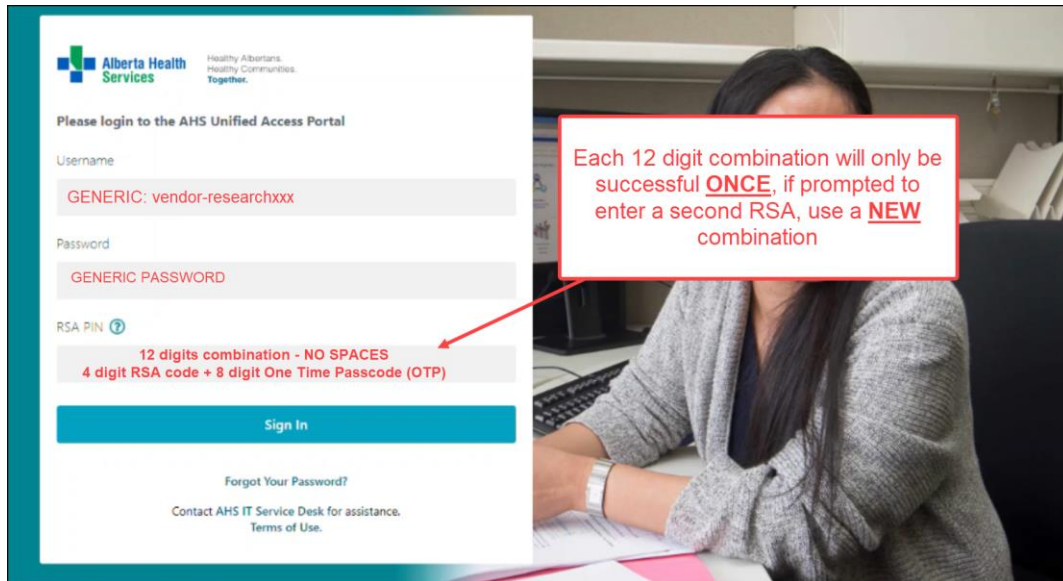 Alberta Health
Services
Healthy Albertans.
Healthy Communities.
Together.
Please login to the AHS Unified Access Portal
Username
GENERIC: vendor-researchxxx
Password
GENERIC PASSWORD
RSA PIN ?
12 digits combination - NO SPACES
4 digit RSA code + 8 digit One Time Passcode (OTP)
Sign In
Forgot Your Password?
Contact AHS IT Service Desk for assistance.
Terms of Use.
Each 12 digit combination will only be
successful ONCE, if prompted to
enter a second RSA, use a NEW
combination